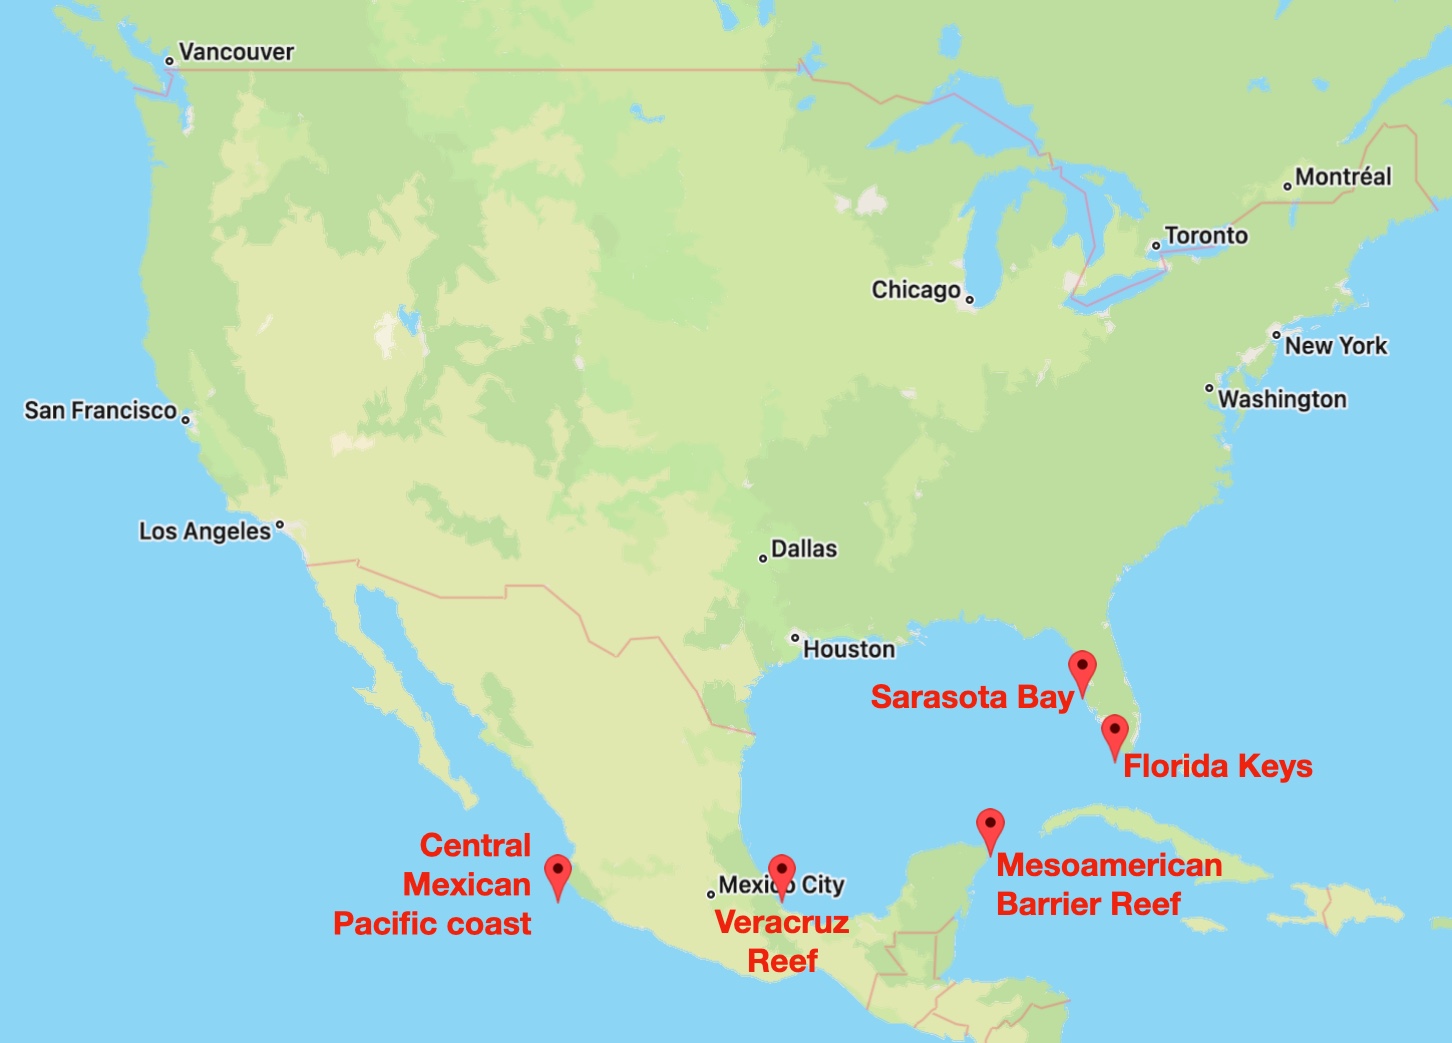 Vancouver
Montréal
Toronto
Chicago
New York
Washington
San Francisco
Los Angeles
Dallas
Houston
Sarasota Bay
Florida Keys
Central
Mexican
Pacific coast
Mexico City
Veracruz
Reef
Mesoamerican
Barrier Reef